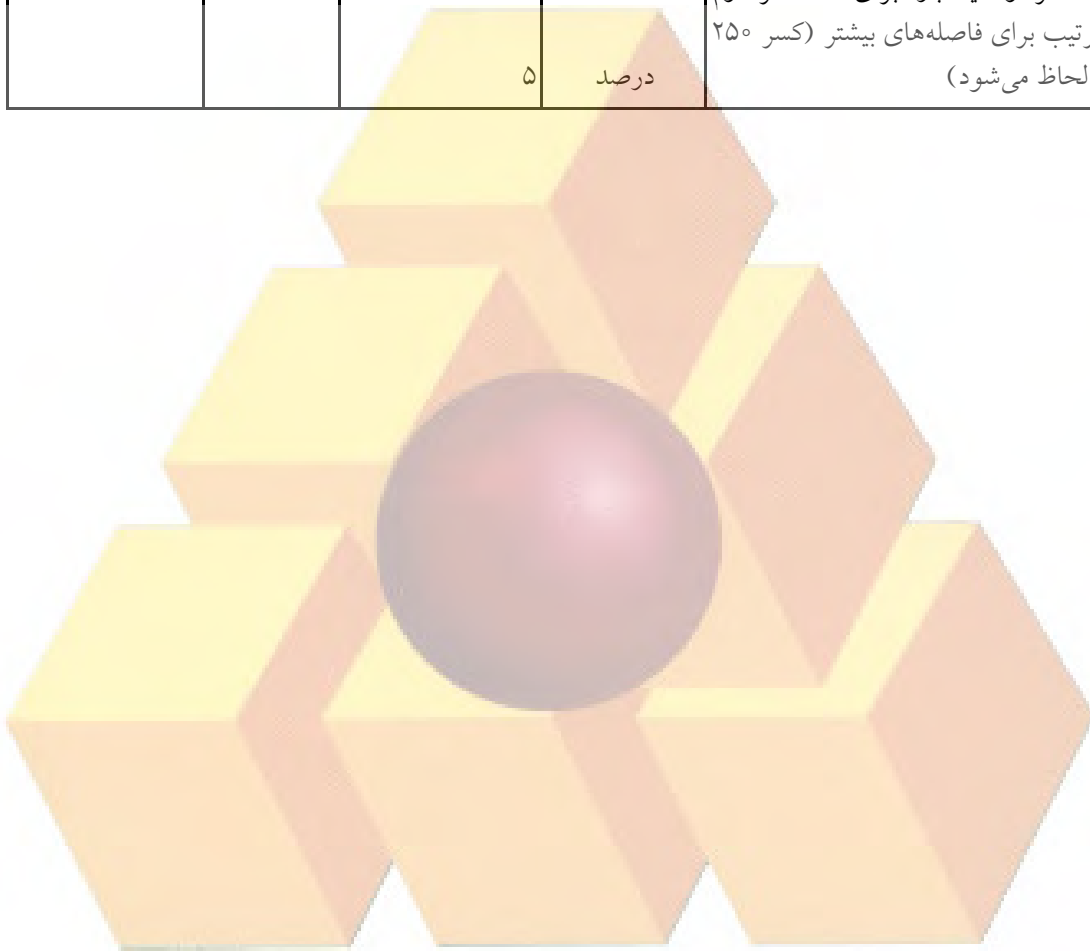 رتیب برای فاصله‌های بیشتر (کسر ۲۵۰
لحاظ می‌شود)
درصد
۵